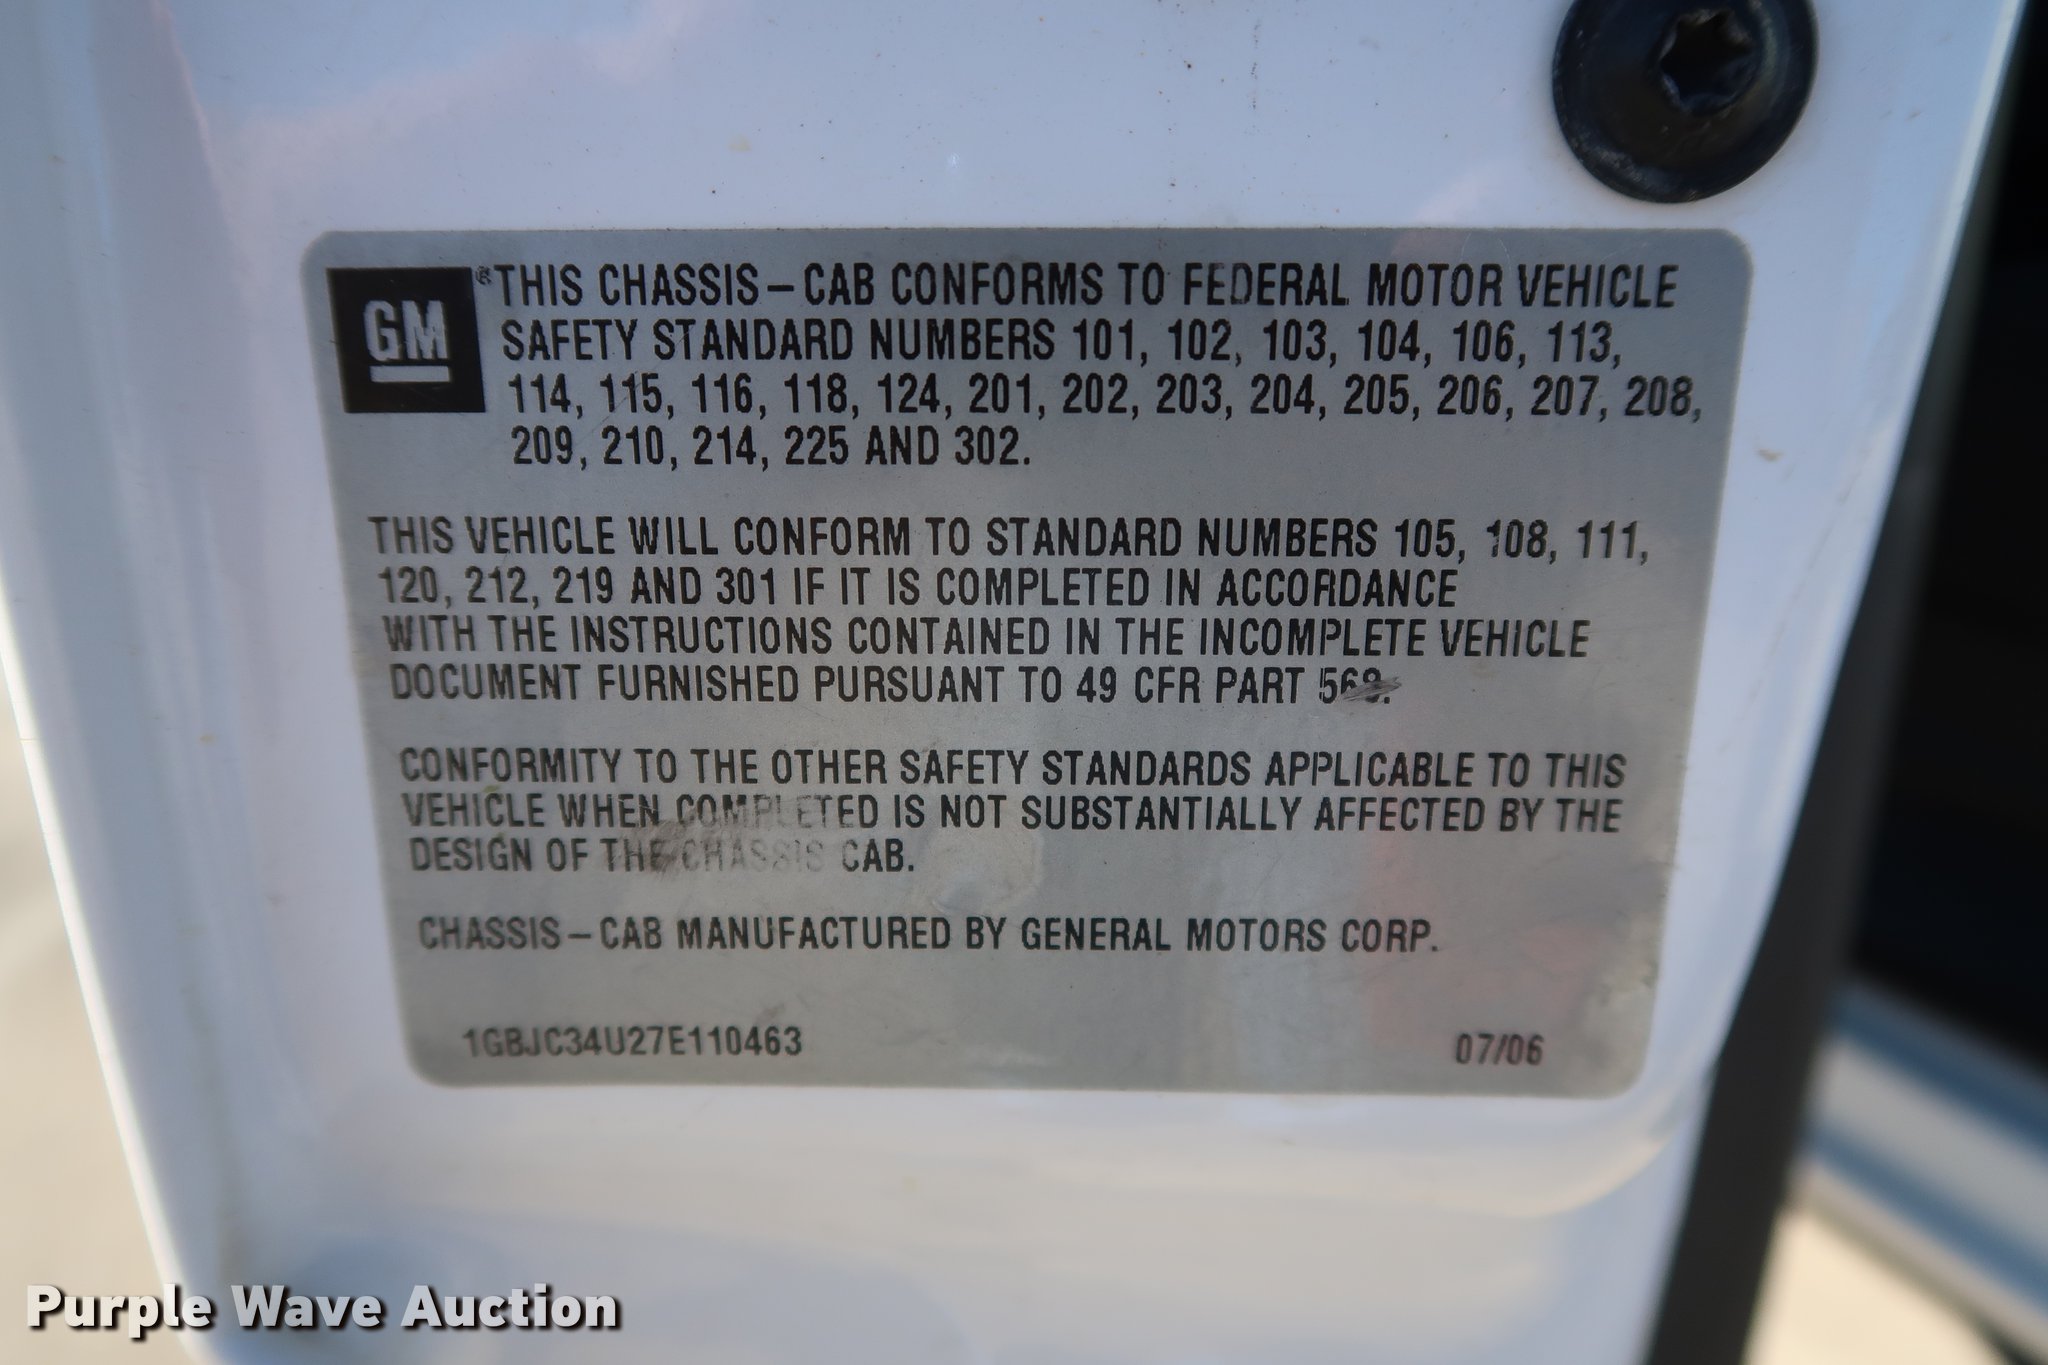 GM
®THIS CHASSIS–CAB CONFORMS TO FEDERAL MOTOR VEHICLE
SAFETY STANDARD NUMBERS 101, 102, 103, 104, 106, 113,
114, 115, 116, 118, 124, 201, 202, 203, 204, 205, 206, 207, 208,
209, 210, 214, 225 AND 302.
THIS VEHICLE WILL CONFORM TO STANDARD NUMBERS 105, 108, 111,
120, 212, 219 AND 301 IF IT IS COMPLETED IN ACCORDANCE
WITH THE INSTRUCTIONS CONTAINED IN THE INCOMPLETE VEHICLE
DOCUMENT FURNISHED PURSUANT TO 49 CFR PART 568.
CONFORMITY TO THE OTHER SAFETY STANDARDS APPLICABLE TO THIS
VEHICLE WHEN COMPLETED IS NOT SUBSTANTIALLY AFFECTED BY THE
DESIGN OF THE CHASSIS CAB.
CHASSIS–CAB MANUFACTURED BY GENERAL MOTORS CORP.
1GBJC34U27E110463 07/06
Purple Wave Auction